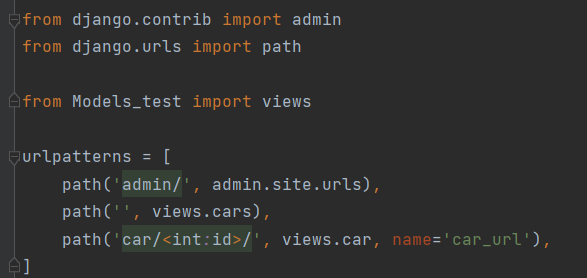 from django.contrib import admin
from django.urls import path
from Models_test import views
urlpatterns = [
    path('admin/', admin.site.urls),
    path('', views.cars),
    path('car/<int:id>/', views.car, name='car_url'),
]